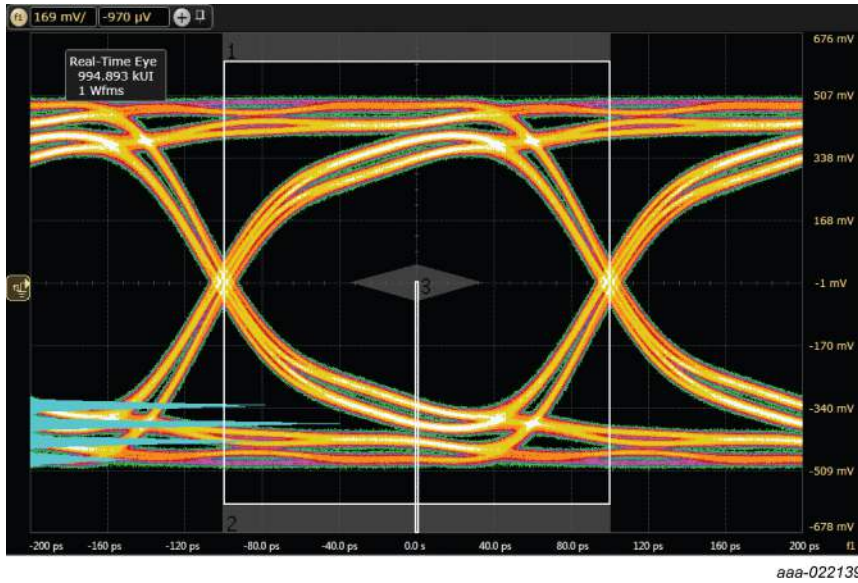 f1 169 mV/ -970 µV
676 mV
1
Real-Time Eye
994.893 kUI
1 Wfms
507 mV
338 mV
168 mV
3
-1 mV
-170 mV
-340 mV
-509 mV
2
-678 mV
-200 ps -160 ps -120 ps -80.0 ps -40.0 ps 0.0 s 40.0 ps 80.0 ps 120 ps 160 ps 200 ps f1
aaa-022139